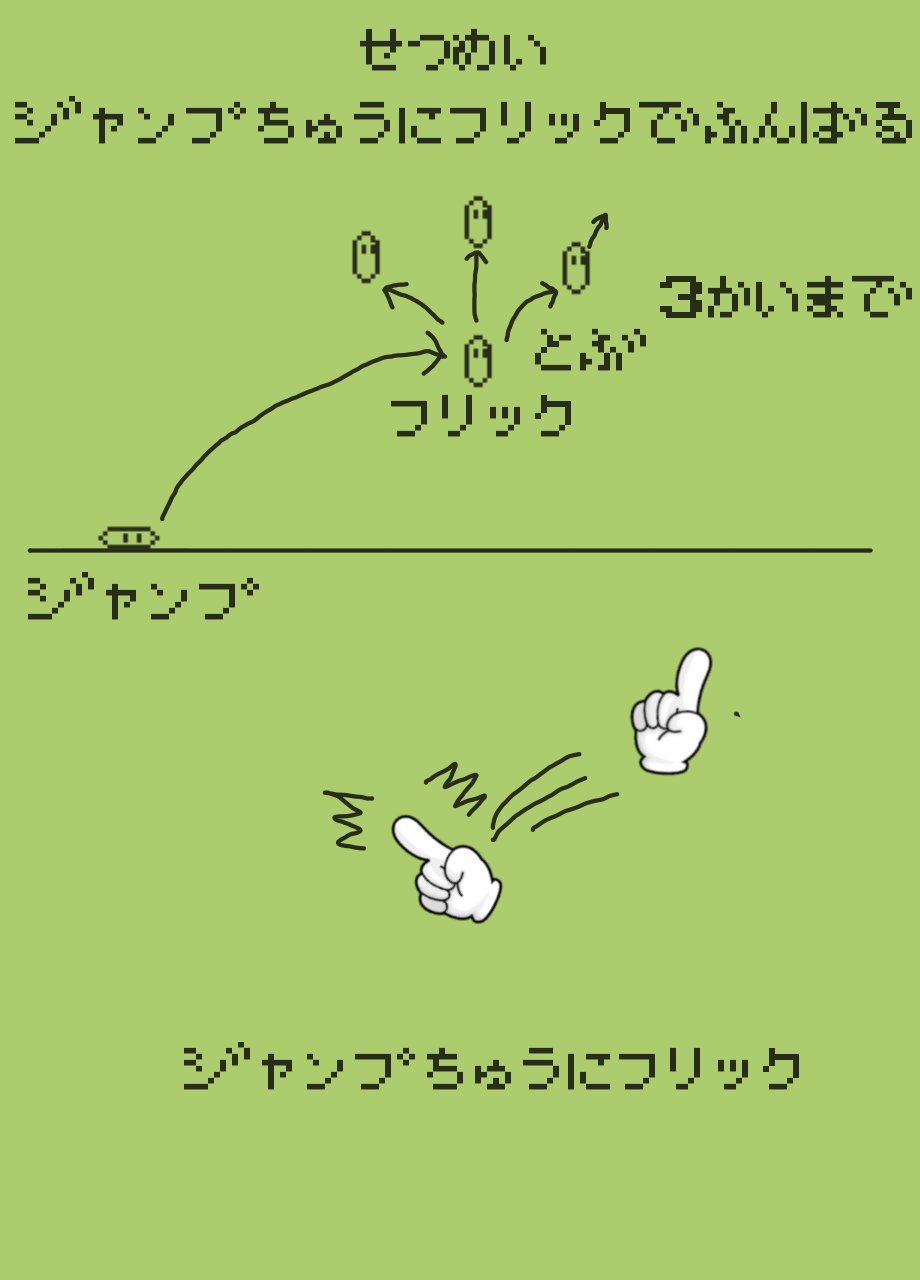 せつめい
ジャンプちゅうにフリックでふんばる
3かいまで
とぶ
フリック
ジャンプ
ジャンプちゅうにフリック